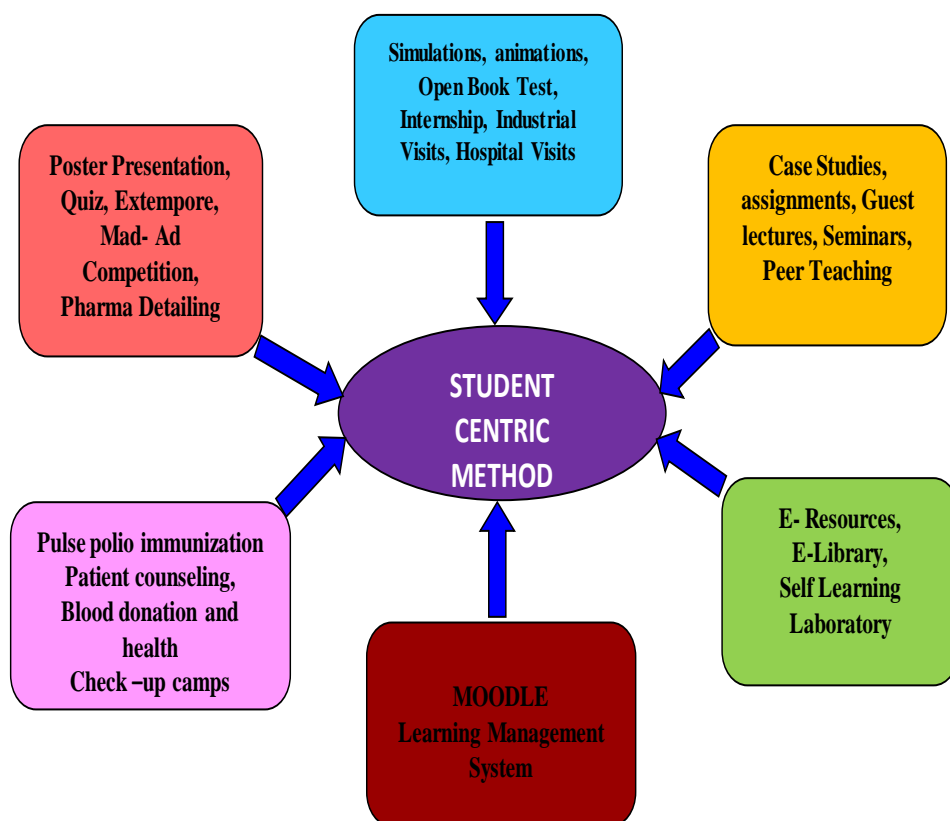 Simulations, animations,
Open Book Test,
Internship, Industrial
Visits, Hospital Visits
Poster Presentation,
Quiz, Extempore,
Mad- Ad
Competition,
Pharma Detailing
Case Studies,
assignments, Guest
lectures, Seminars,
Peer Teaching
STUDENT
CENTRIC
METHOD
Pulse polio immunization
Patient counseling,
Blood donation and
health
Check –up camps
E- Resources,
E-Library,
Self Learning
Laboratory
MOODLE
Learning Management
System